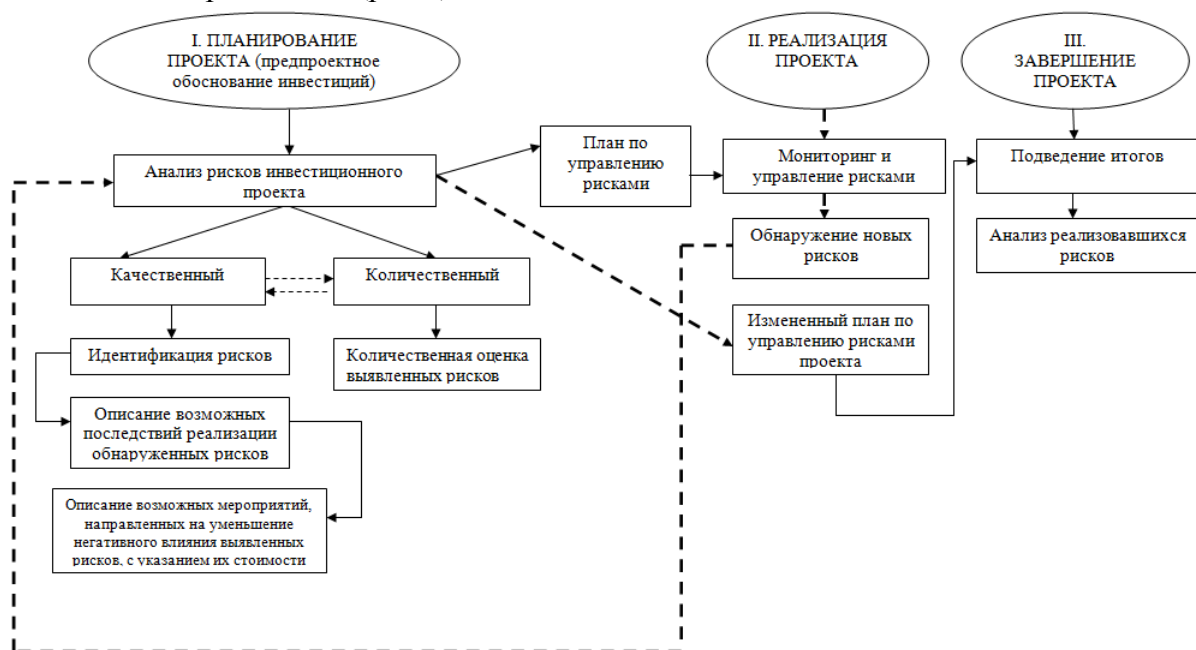 I. ПЛАНИРОВАНИЕ
ПРОЕКТА (предпроектное
обоснование инвестиций)
II. РЕАЛИЗАЦИЯ
ПРОЕКТА
III.
ЗАВЕРШЕНИЕ
ПРОЕКТА
Анализ рисков инвестиционного
проекта
План по
управлению
рисками
Мониторинг и
управление рисками
Подведение итогов
Качественный
Количественный
Обнаружение новых
рисков
Анализ реализовавшихся
рисков
Идентификация рисков
Количественная оценка
выявленных рисков
Измененный план по
управлению рисками
проекта
Описание возможных
последствий реализации
обнаруженных рисков
Описание возможных мероприятий,
направленных на уменьшение
негативного влияния выявленных
рисков, с указанием их стоимости